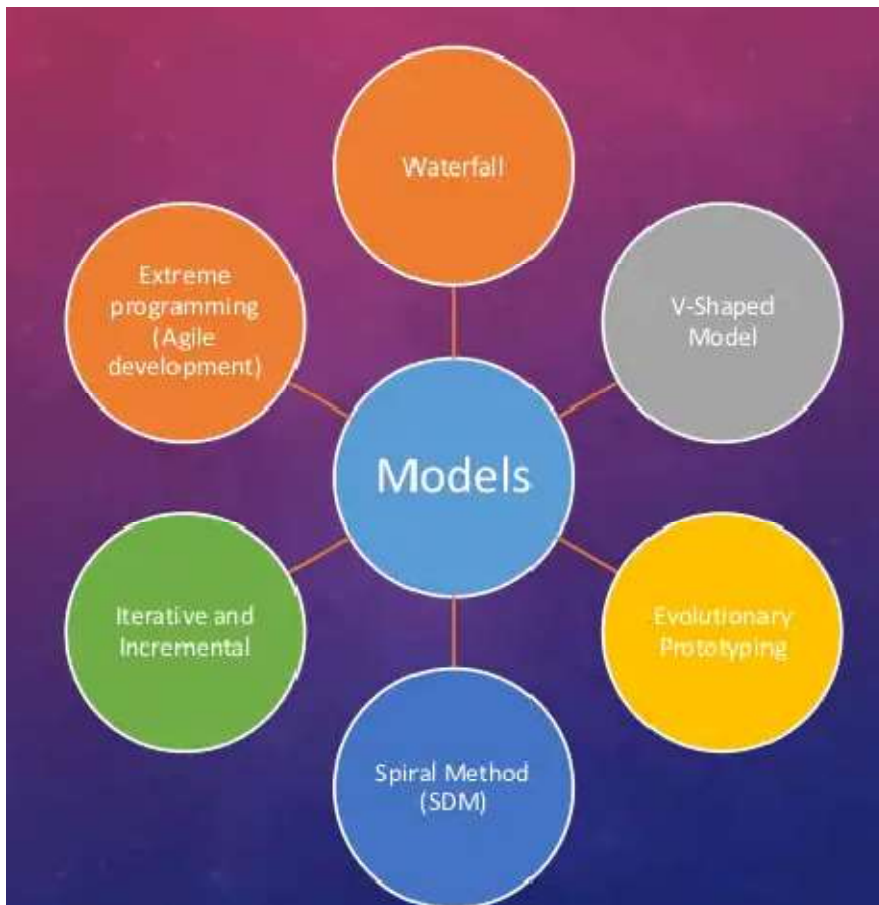 Waterfall
V-Shaped
Model
Evolutionary
Prototyping
Spiral Method
(SDM)
Iterative and
Incremental
Extreme
programming
(Agile
development)
Models